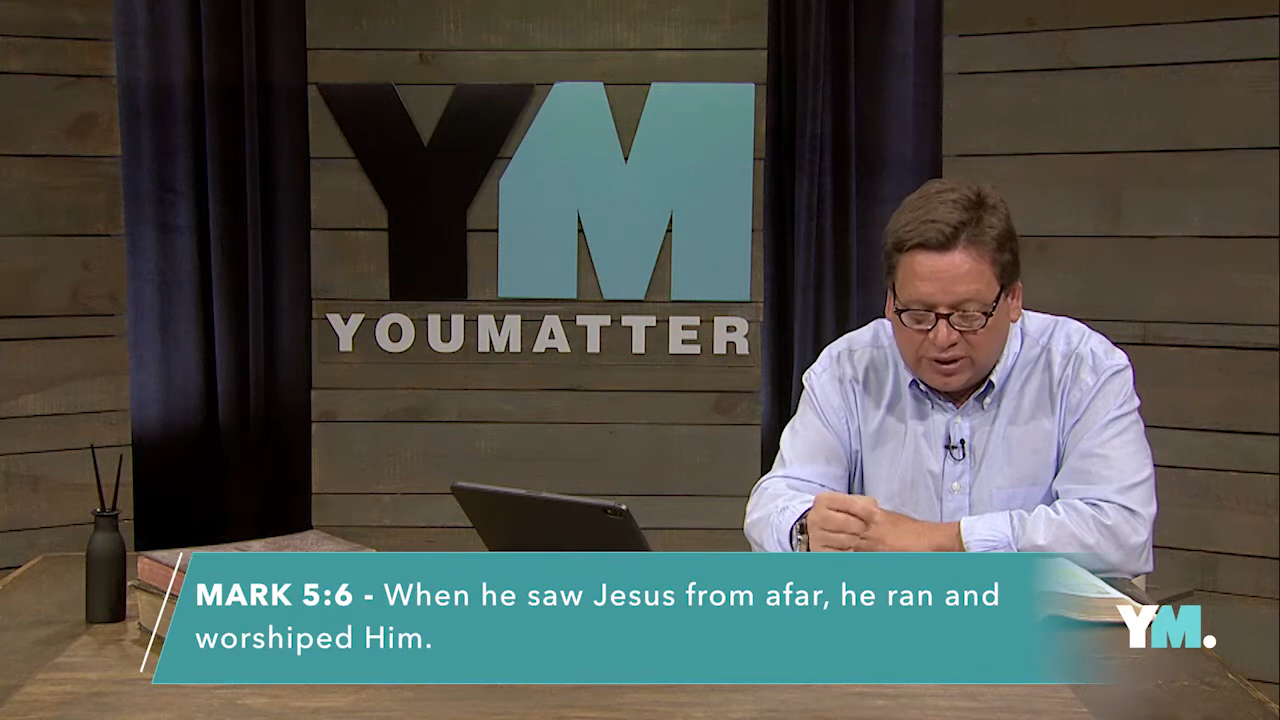 YM
YOUMATTER
MARK 5:6 - When he saw Jesus from afar, he ran and
worshiped Him.
YM.